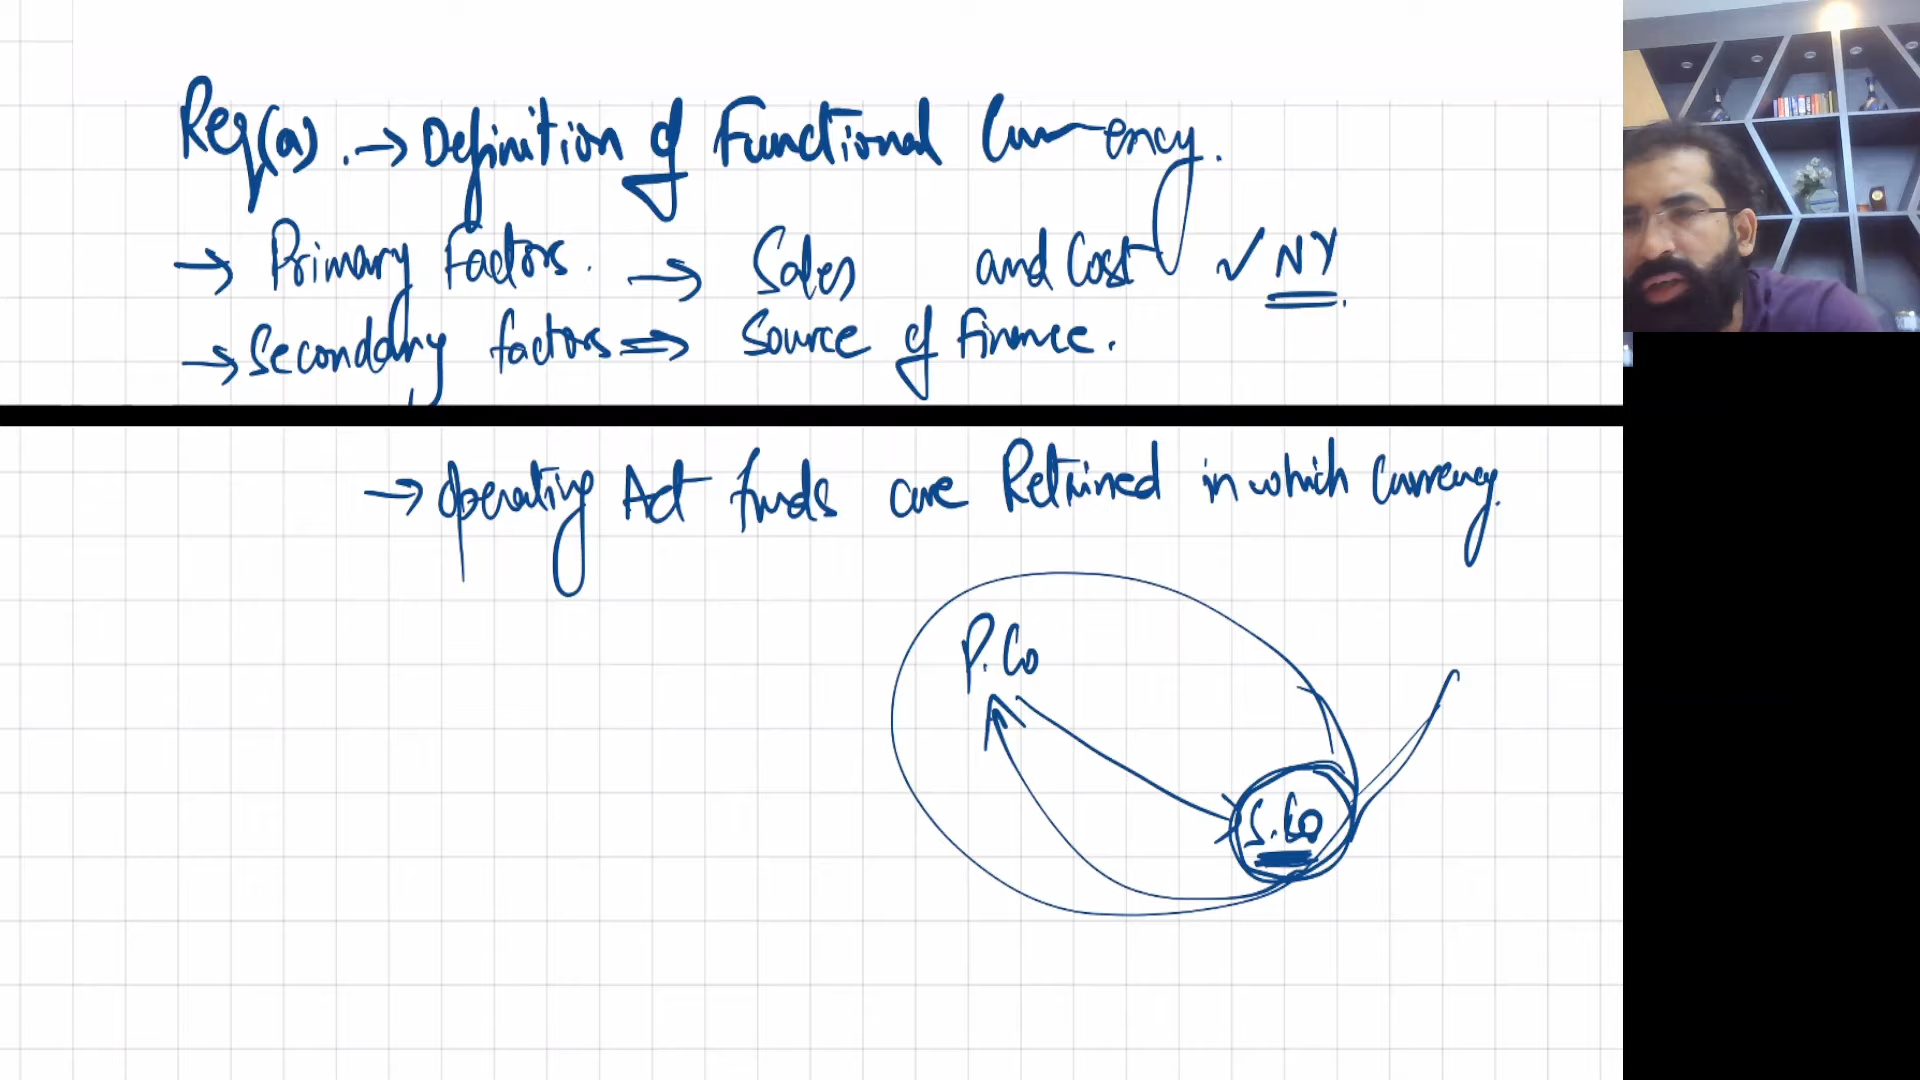 Req(a). → Definition of Functional Currency.
→ Primary Factors. → Sales and Cost ✓ NY.
→ Secondary factors ⇒ Source of Finance.
→ Operating Act funds are Retained in which Currency.
P.Co
S.Co